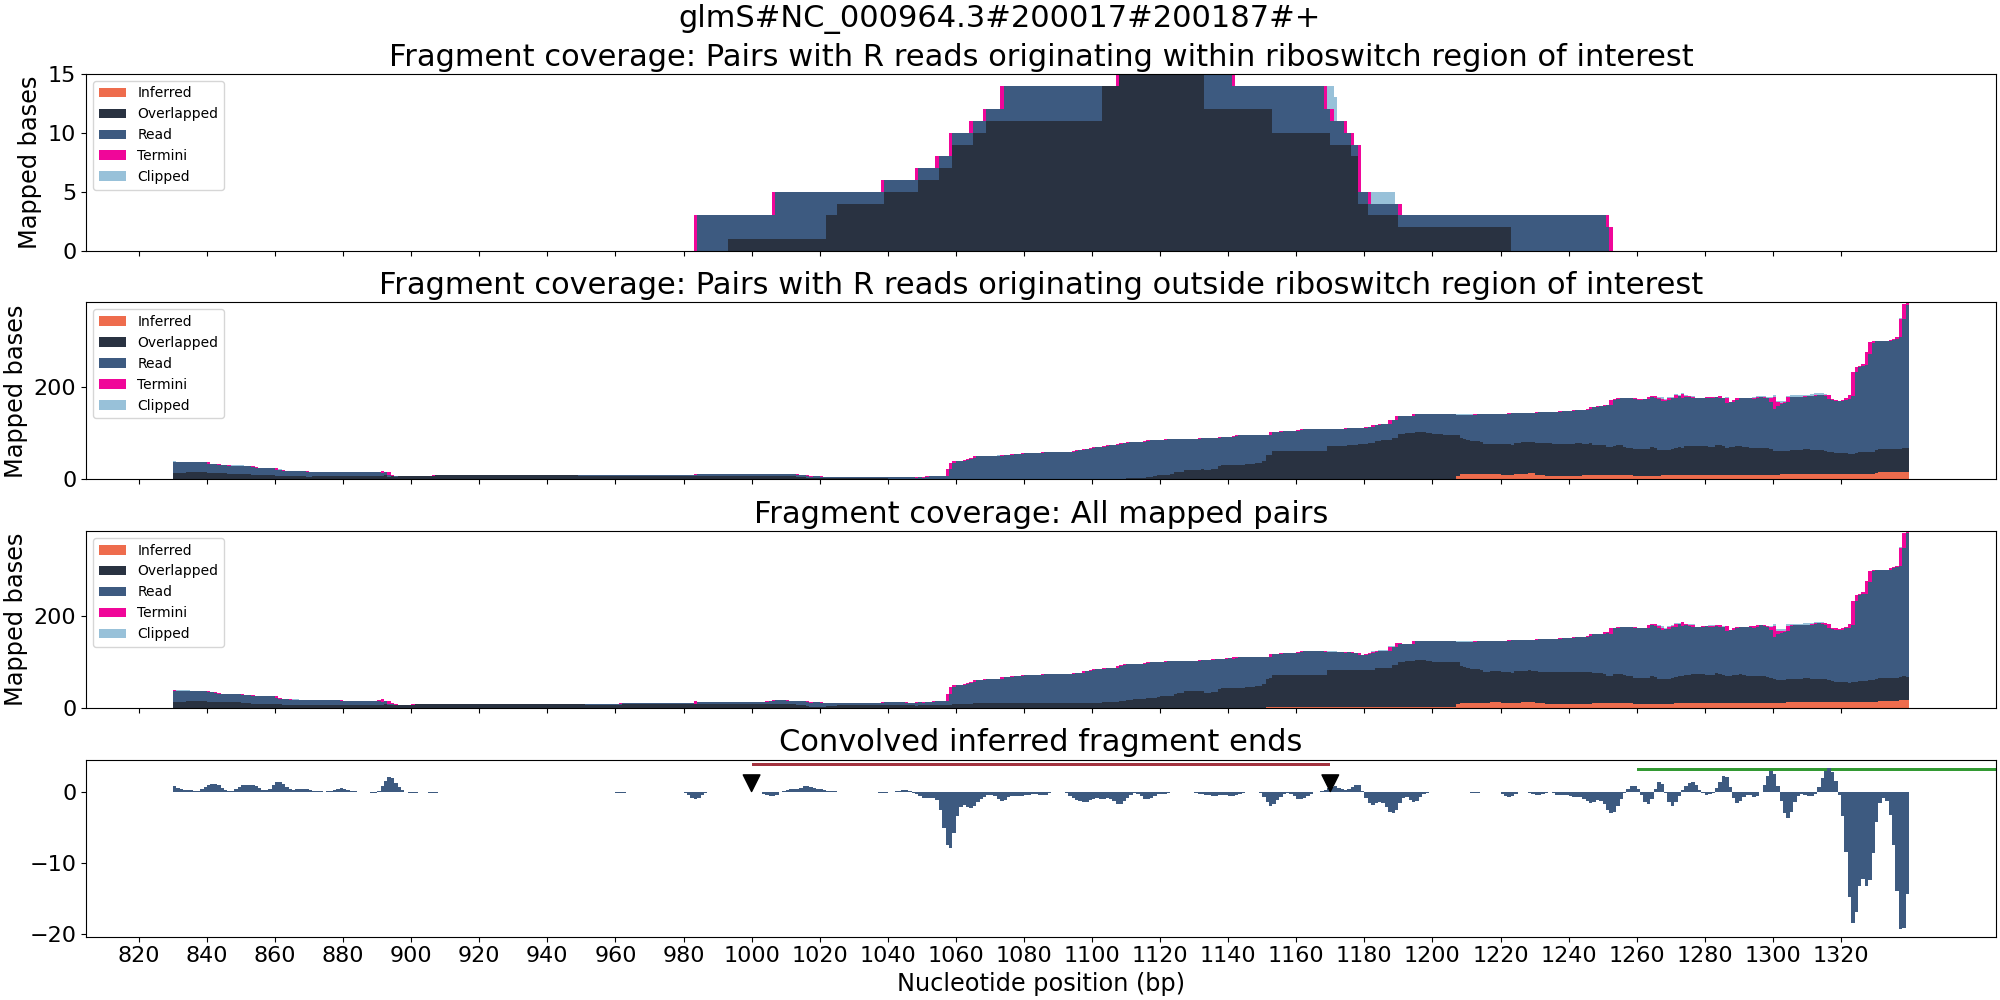 glmS#NC_000964.3#200017#200187#+
Fragment coverage: Pairs with R reads originating within riboswitch region of interest
Mapped bases
15
10
5
0
Inferred
Overlapped
Read
Termini
Clipped
Fragment coverage: Pairs with R reads originating outside riboswitch region of interest
Mapped bases
200
0
Inferred
Overlapped
Read
Termini
Clipped
Fragment coverage: All mapped pairs
Mapped bases
200
0
Inferred
Overlapped
Read
Termini
Clipped
Convolved inferred fragment ends
0
−10
−20
820 840 860 880 900 920 940 960 980 1000 1020 1040 1060 1080 1100 1120 1140 1160 1180 1200 1220 1240 1260 1280 1300 1320
Nucleotide position (bp)